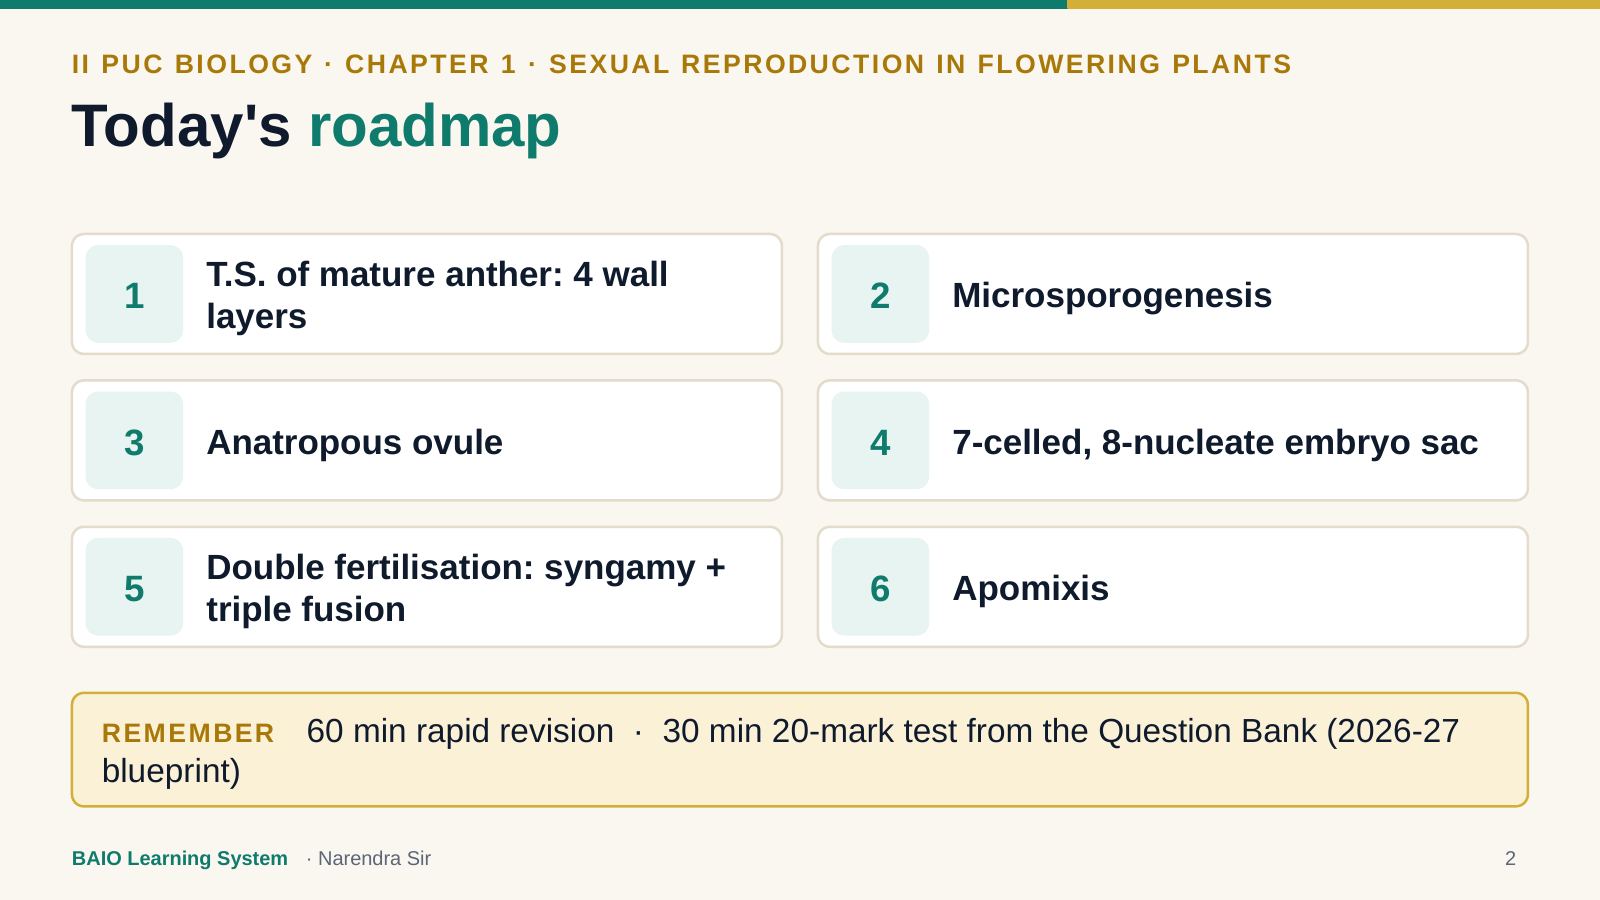 II PUC BIOLOGY · CHAPTER 1 · SEXUAL REPRODUCTION IN FLOWERING PLANTS
Today's roadmap
1
T.S. of mature anther: 4 wall
layers
2
Microsporogenesis
3
Anatropous ovule
4
7-celled, 8-nucleate embryo sac
5
Double fertilisation: syngamy +
triple fusion
6
Apomixis
REMEMBER 60 min rapid revision · 30 min 20-mark test from the Question Bank (2026-27
blueprint)
BAIO Learning System · Narendra Sir
2